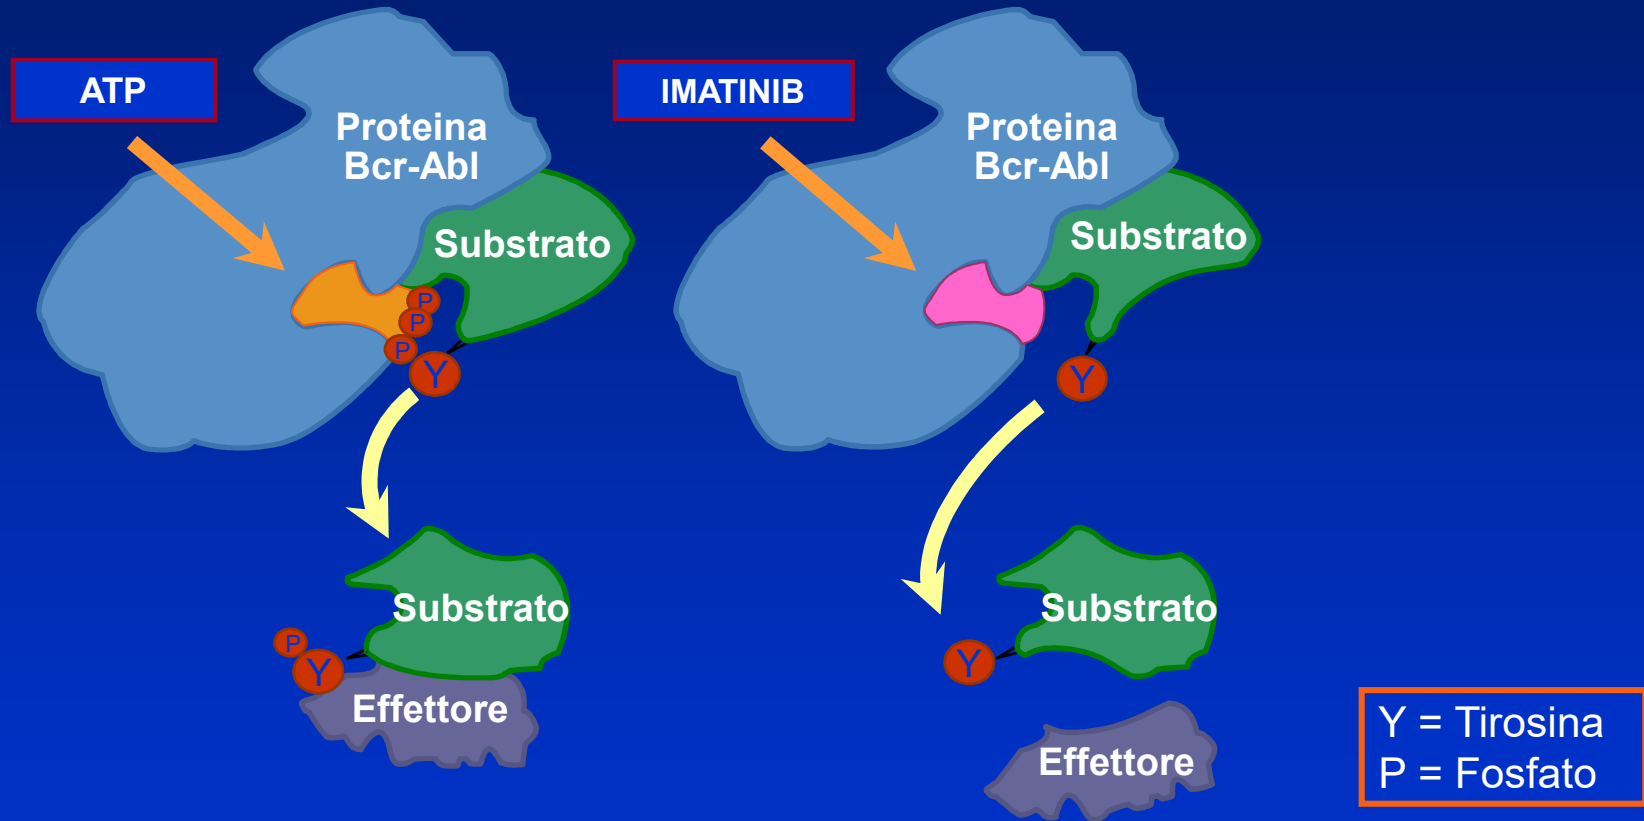 ATP
Proteina
Bcr-Abl
Substrato
P
P
P
Y
Substrato
P
Y
Effettore
IMATINIB
Proteina
Bcr-Abl
Substrato
Y
Substrato
Y
Effettore
Y = Tirosina
P = Fosfato